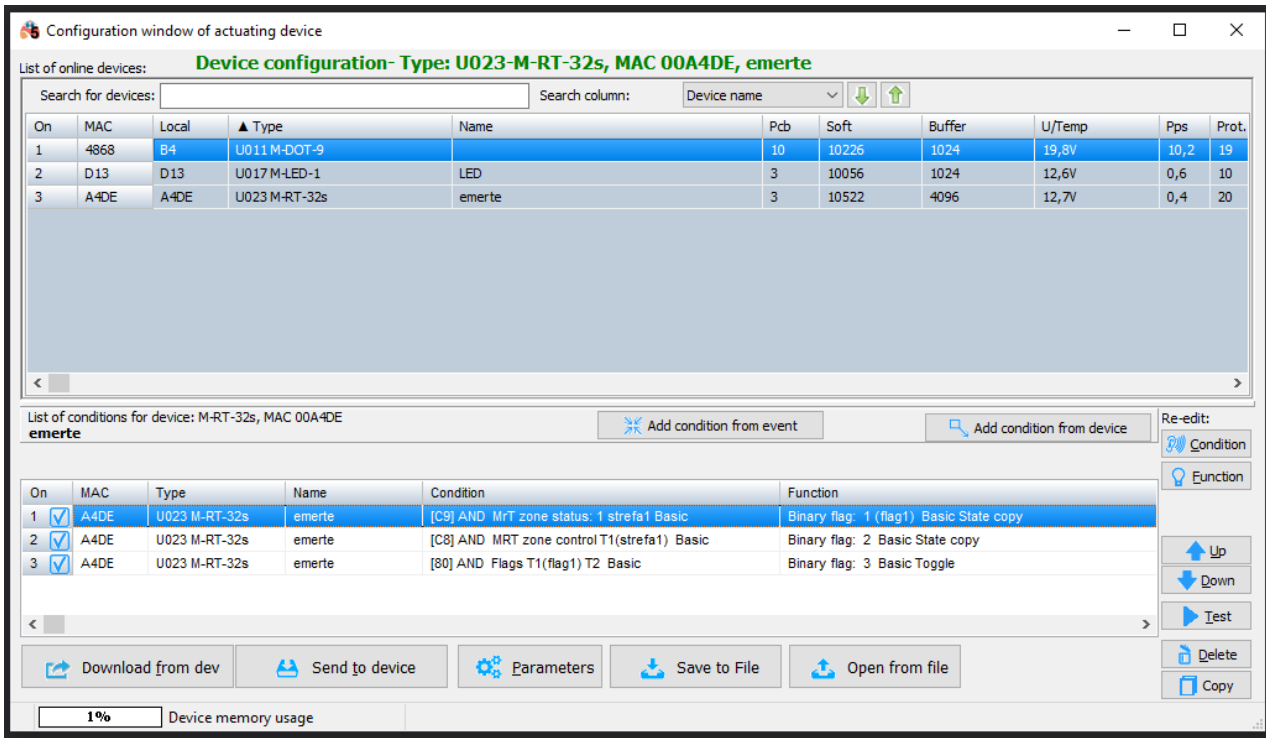 Configuration window of actuating device
List of online devices: Device configuration- Type: U023-M-RT-32s, MAC 00A4DE, emerte
Search for devices: Search column: Device name
On MAC Local ▲ Type Name Pcb Soft Buffer U/Temp Pps Prot.
1 4868 B4 U011 M-DOT-9 10 10226 1024 19,8V 10,2 19
2 D13 D13 U017 M-LED-1 LED 3 10056 1024 12,6V 0,6 10
3 A4DE A4DE U023 M-RT-32s emerte 3 10522 4096 12,7V 0,4 20
List of conditions for device: M-RT-32s, MAC 00A4DE
emerte
Add condition from event Add condition from device
Re-edit:
Condition
Function
On MAC Type Name Condition Function
1 A4DE U023 M-RT-32s emerte [C9] AND MrT zone status: 1 strefa1 Basic Binary flag: 1 (flag1) Basic State copy
2 A4DE U023 M-RT-32s emerte [C8] AND MRT zone control T1(strefa1) Basic Binary flag: 2 Basic State copy
3 A4DE U023 M-RT-32s emerte [80] AND Flags T1(flag1) T2 Basic Binary flag: 3 Basic Toggle
Up
Down
Test
Delete
Copy
Download from dev Send to device Parameters Save to File Open from file
1% Device memory usage